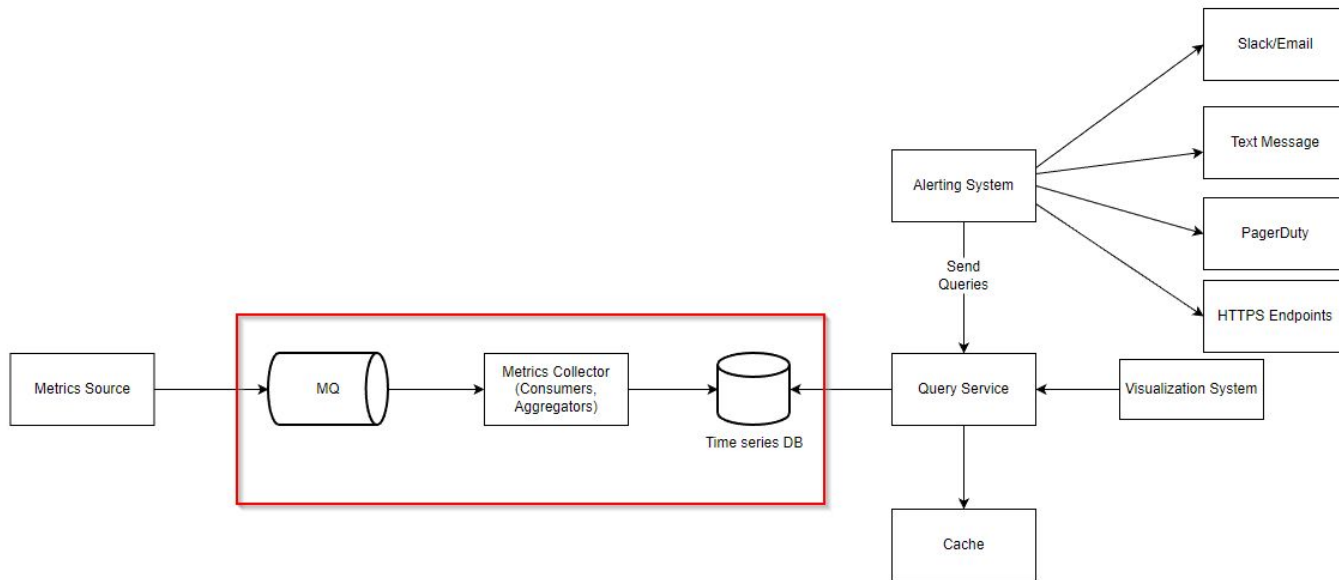 Slack/Email
Text Message
Alerting System
PagerDuty
Send
Queries
HTTPS Endpoints
Metrics Source
MQ
Metrics Collector
(Consumers,
Aggregators)
Time series DB
Query Service
Visualization System
Cache